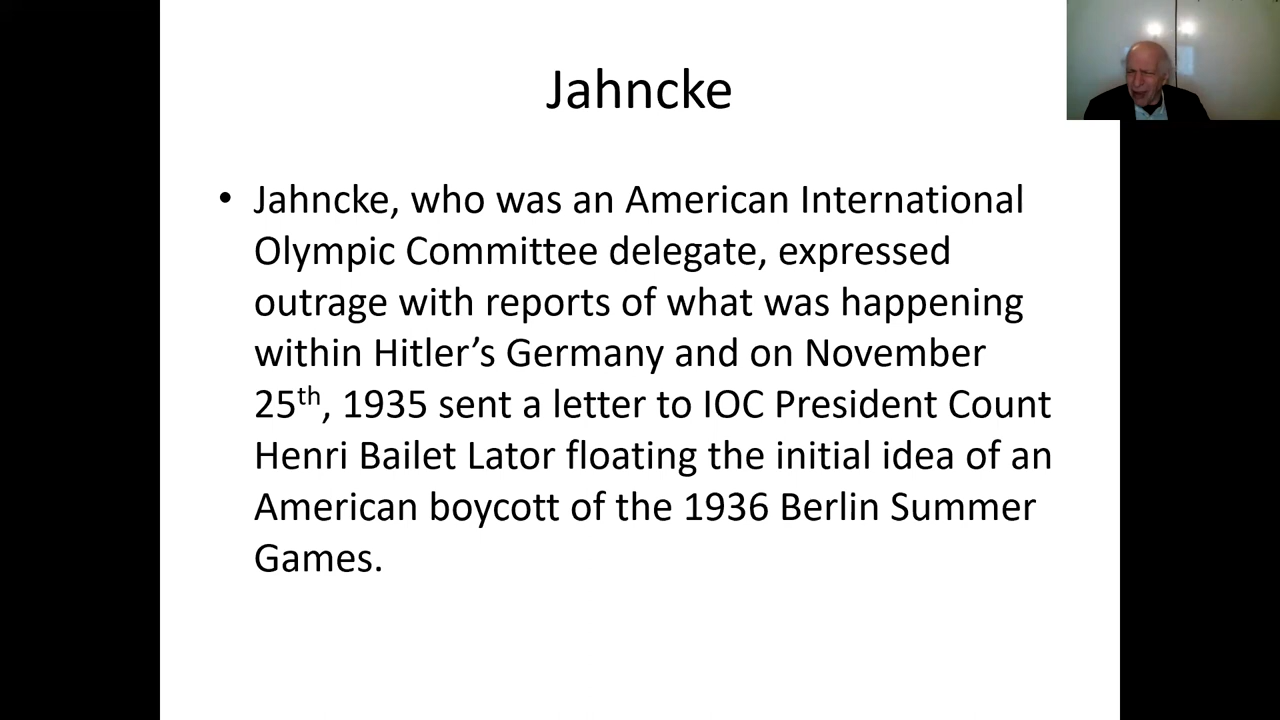 Jahncke
• Jahncke, who was an American International
Olympic Committee delegate, expressed
outrage with reports of what was happening
within Hitler’s Germany and on November
25th, 1935 sent a letter to IOC President Count
Henri Bailet Lator floating the initial idea of an
American boycott of the 1936 Berlin Summer
Games.